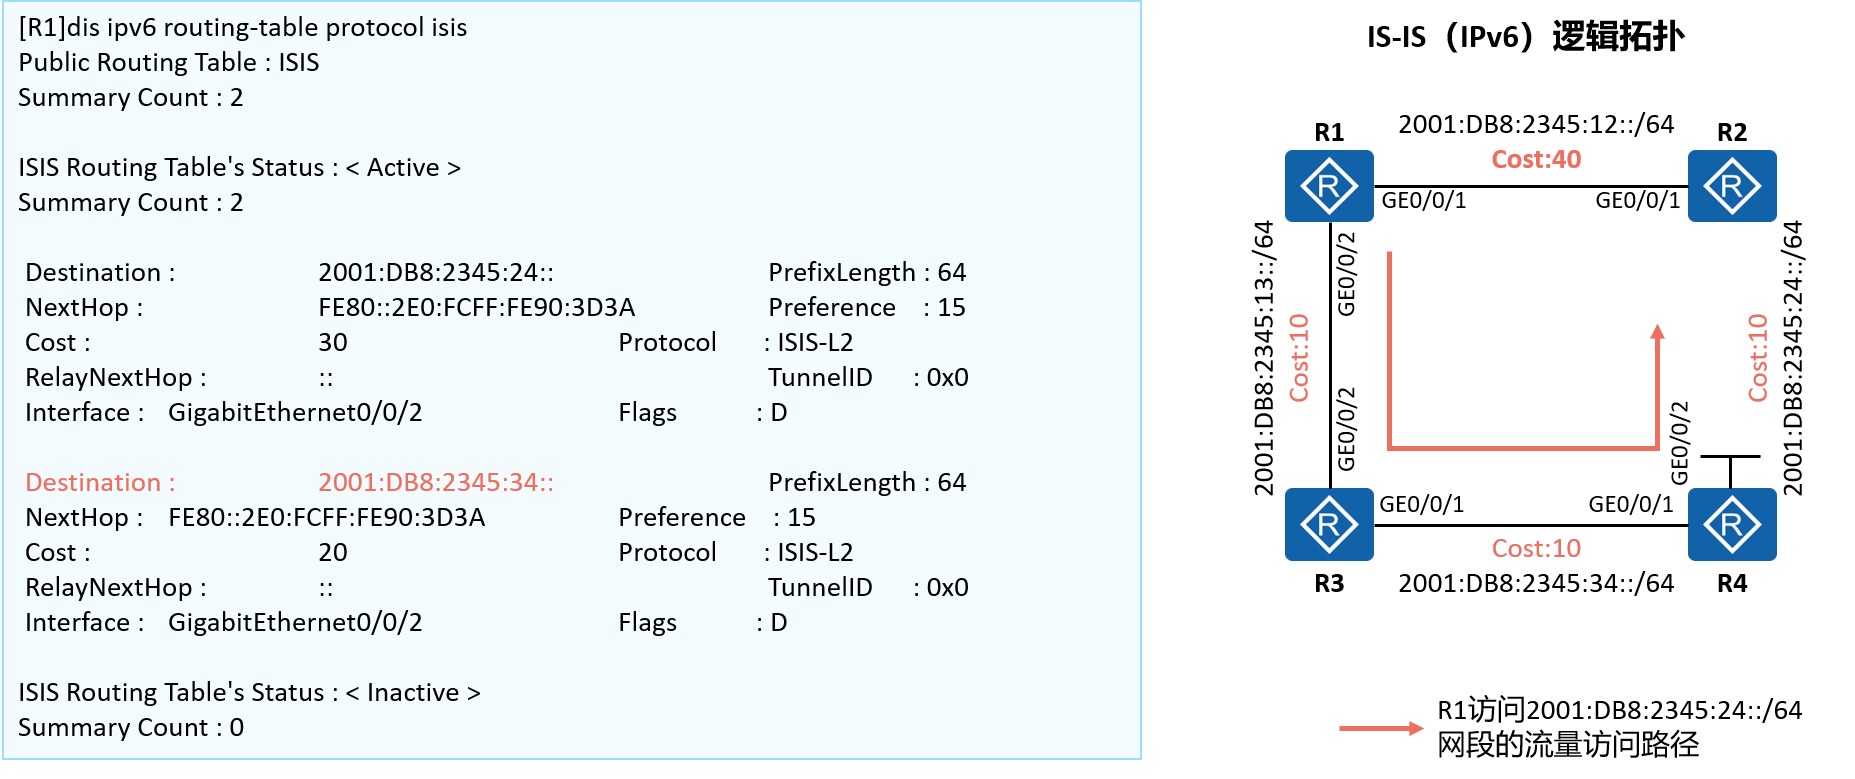 [R1]dis ipv6 routing-table protocol isis
Public Routing Table : ISIS
Summary Count : 2
ISIS Routing Table's Status : < Active >
Summary Count : 2
Destination : 2001:DB8:2345:24:: PrefixLength : 64
NextHop : FE80::2E0:FCFF:FE90:3D3A Preference : 15
Cost : 30 Protocol : ISIS-L2
RelayNextHop : :: TunnelID : 0x0
Interface : GigabitEthernet0/0/2 Flags : D
Destination : 2001:DB8:2345:34:: PrefixLength : 64
NextHop : FE80::2E0:FCFF:FE90:3D3A Preference : 15
Cost : 20 Protocol : ISIS-L2
RelayNextHop : :: TunnelID : 0x0
Interface : GigabitEthernet0/0/2 Flags : D
ISIS Routing Table's Status : < Inactive >
Summary Count : 0
IS-IS（IPv6）逻辑拓扑
R1
2001:DB8:2345:12::/64
R2
Cost:40
R
R
GE0/0/1
GE0/0/1
2001:DB8:2345:13::/64
Cost:10
GE0/0/2
GE0/0/2
GE0/0/2
Cost:10
2001:DB8:2345:24::/64
R
R
GE0/0/1
GE0/0/1
Cost:10
R3
2001:DB8:2345:34::/64
R4
R1访问2001:DB8:2345:24::/64
网段的流量访问路径